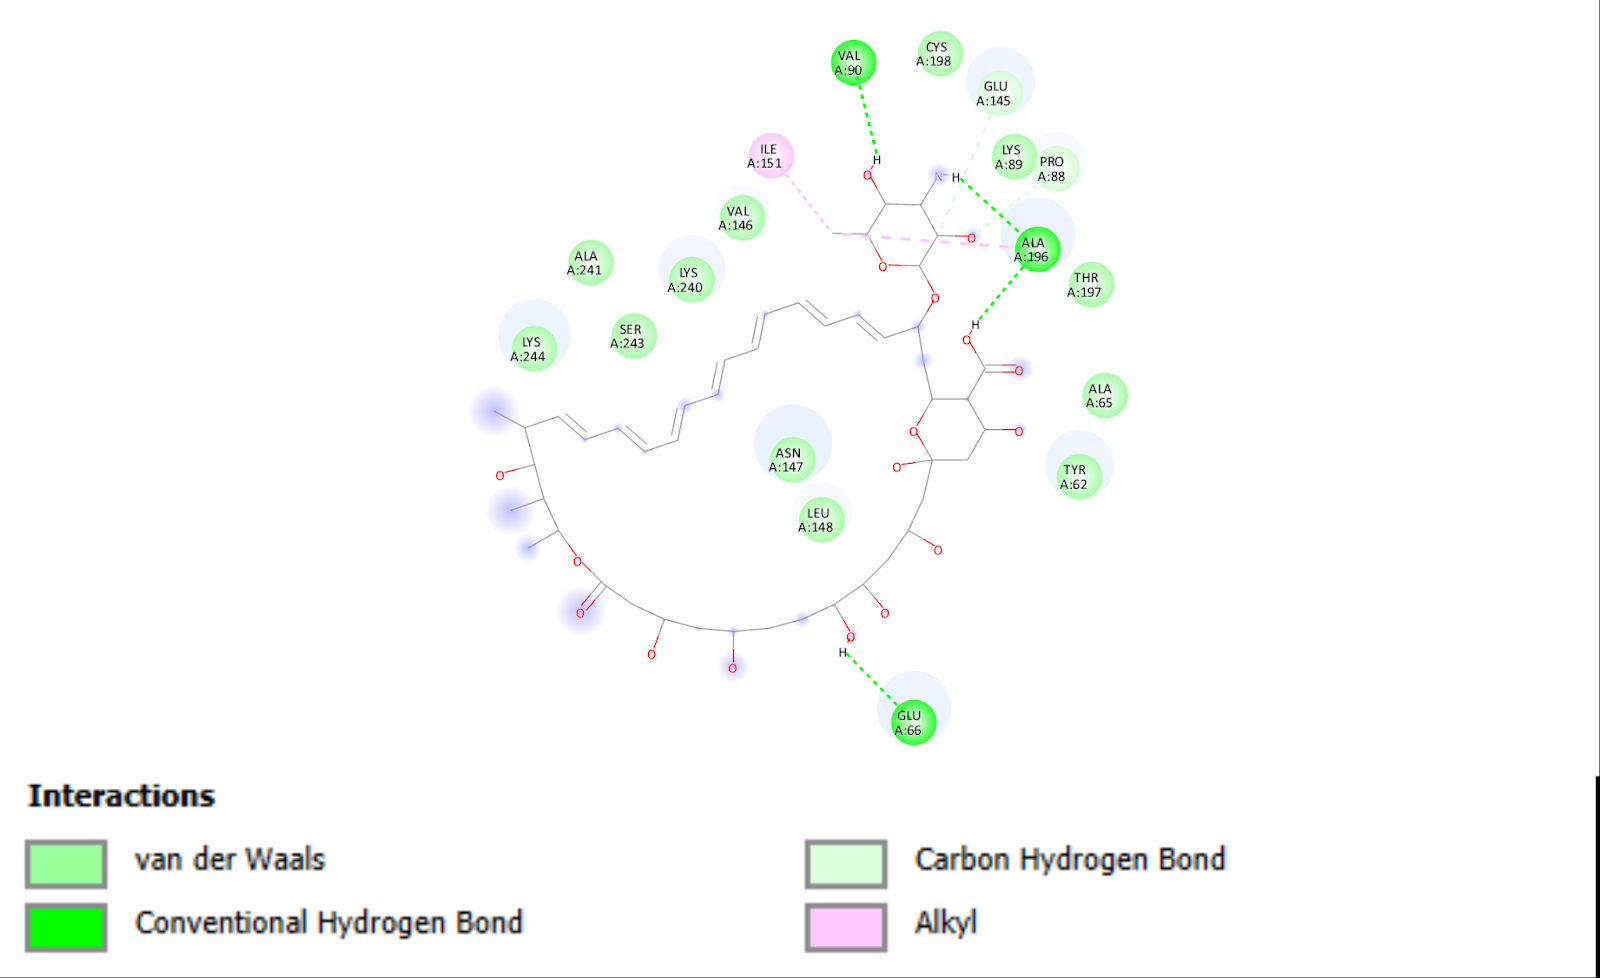 VAL
A:90
CYS
A:198
GLU
A:145
ILE
A:151
LYS
A:89
PRO
A:88
H
O
N
H
VAL
A:146
O
ALA
A:196
ALA
A:241
LYS
A:240
O
THR
A:197
O
LYS
A:244
SER
A:243
H
O
O
ALA
A:65
O
O
ASN
A:147
O
TYR
A:62
O
LEU
A:148
O
O
O
O
O
H
O
O
GLU
A:66
Interactions
van der Waals
Conventional Hydrogen Bond
Carbon Hydrogen Bond
Alkyl